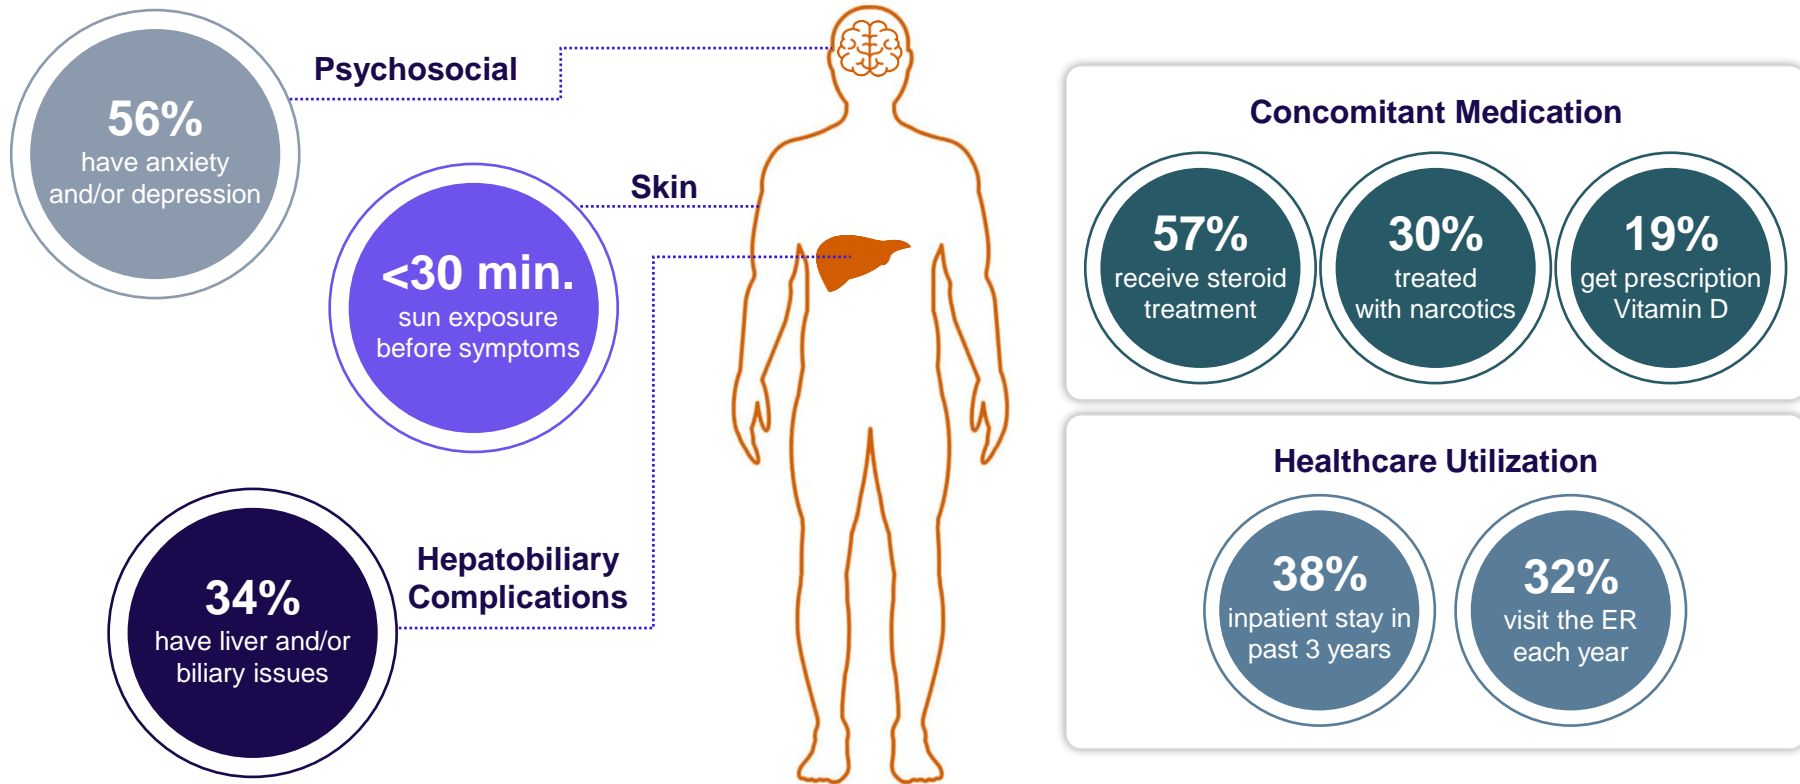 Psychosocial
56%
have anxiety
and/or depression
Skin
<30 min.
sun exposure
before symptoms
Hepatobiliary
Complications
34%
have liver and/or
biliary issues
Concomitant Medication
57%
receive steroid
treatment
30%
treated
with narcotics
19%
get prescription
Vitamin D
Healthcare Utilization
38%
inpatient stay in
past 3 years
32%
visit the ER
each year